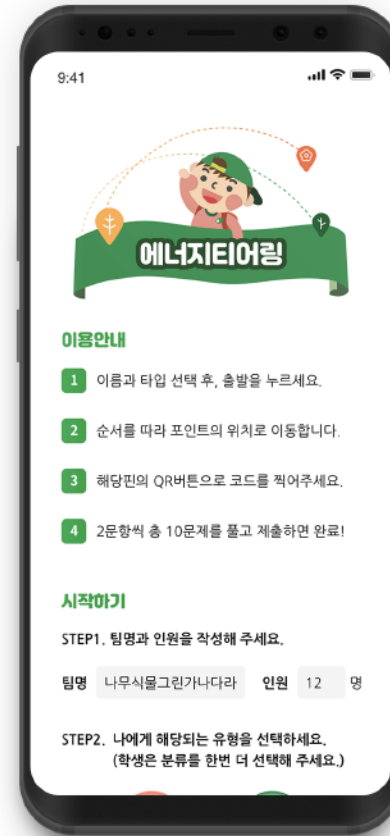 9:41
에너지티어링
이용안내
1 이름과 타입 선택 후, 출발을 누르세요.
2 순서를 따라 포인트의 위치로 이동합니다.
3 해당핀의 QR버튼으로 코드를 찍어주세요.
4 2문항씩 총 10문제를 풀고 제출하면 완료!
시작하기
STEP1. 팀명과 인원을 작성해 주세요.
팀명 나무식물그린가나다라 인원 12 명
STEP2. 나에게 해당되는 유형을 선택하세요.
(학생은 분류를 한번 더 선택해 주세요.)